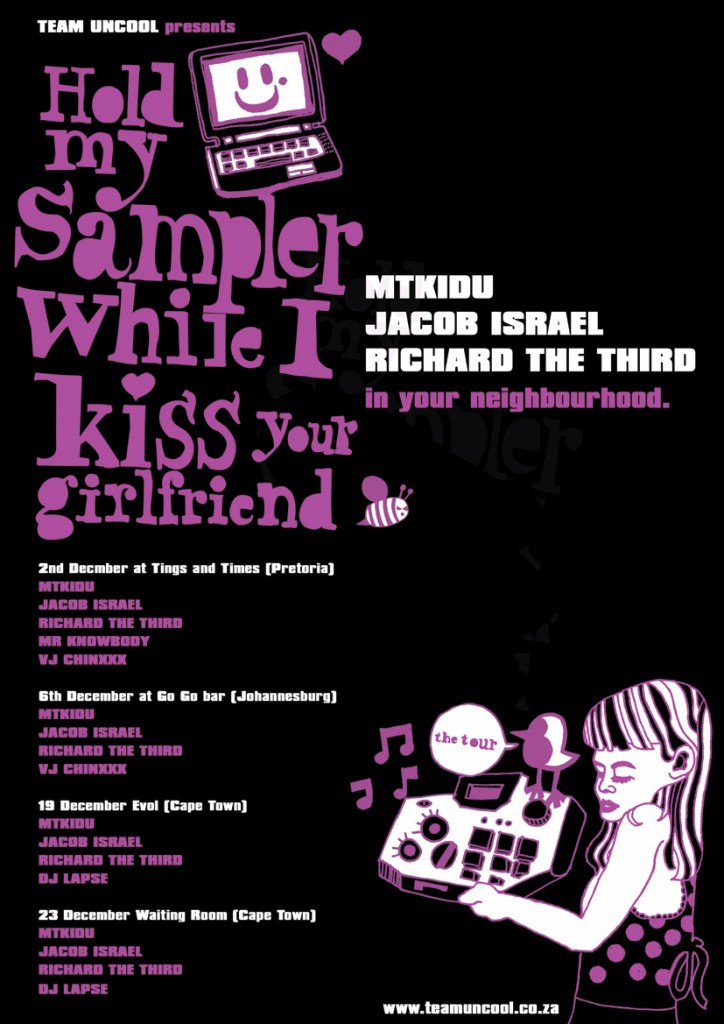 TEAM UNCOOL presents
Hold
my
Sampler
While I
kiss your
girlfriend
MTKIDU
JACOB ISRAEL
RICHARD THE THIRD
in your neighbourhood.
2nd Decmber at Tings and Times (Pretoria)
MTKIDU
JACOB ISRAEL
RICHARD THE THIRD
MR KNOWBODY
VJ CHINXXX
6th December at Go Go bar (Johannesburg)
MTKIDU
JACOB ISRAEL
RICHARD THE THIRD
VJ CHINXXX
19 December Evol (Cape Town)
MTKIDU
JACOB ISRAEL
RICHARD THE THIRD
DJ LAPSE
23 December Waiting Room (Cape Town)
MTKIDU
JACOB ISRAEL
RICHARD THE THIRD
DJ LAPSE
the tour
www.teamuncool.co.za